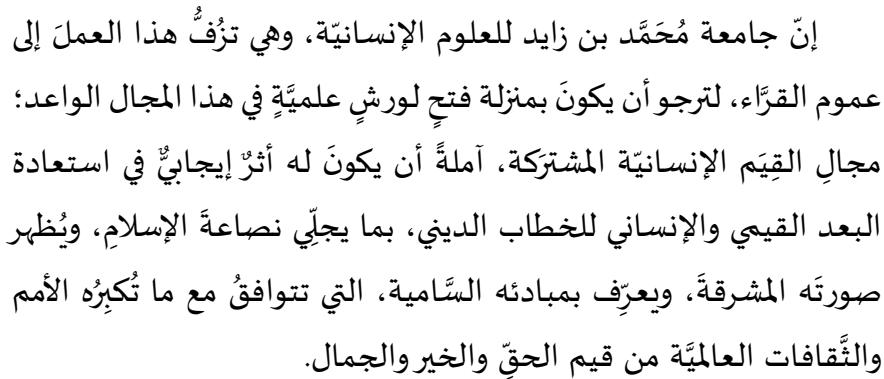 إنّ جامعة مُحَمَّد بن زايد للعلوم الإنسانيّة، وهي تزُفُّ هذا العملَ إلى
عموم القرَّاء، لترجو أن يكونَ بمنزلة فتحٍ لورشٍ علميَّةٍ في هذا المجال الواعد؛
مجالِ القِيَم الإنسانيّة المشترَكة، آملةً أن يكونَ له أثرٌ إيجابيٌّ في استعادة
البعد القيمي والإنساني للخطاب الديني، بما يجلِّي نصاعةَ الإسلامِ، ويُظهر
صورتَه المشرقةَ، ويعرِّف بمبادئه السَّامية، التي تتوافقُ مع ما تُكبِرُه الأمم
والثَّقافات العالميَّة من قيم الحقِّ والخير والجمال.